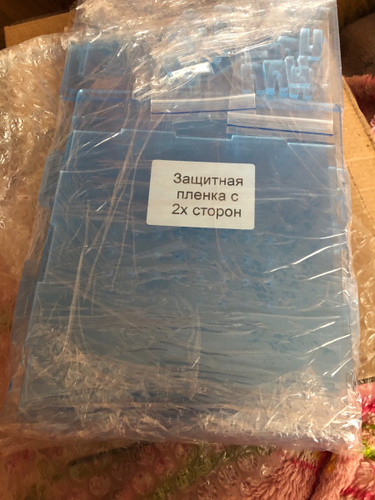 Защитная
пленка с
2х сторон